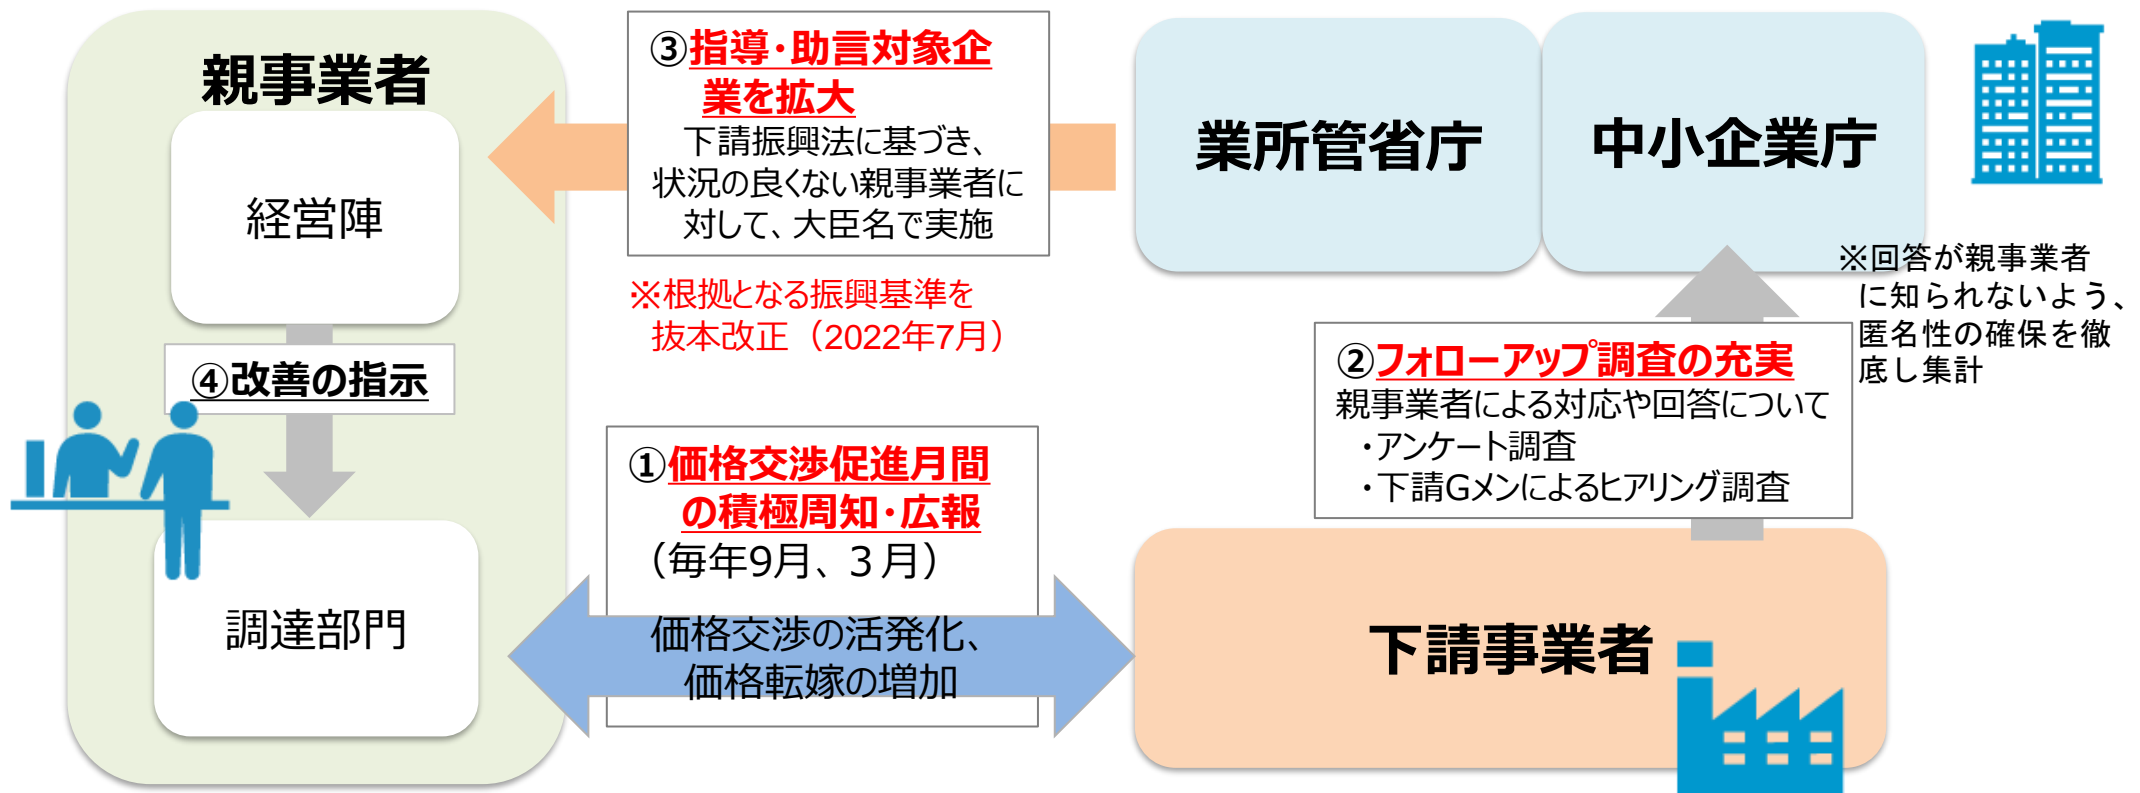 親事業者
経営陣
④改善の指示
調達部門
③指導・助言対象企
業を拡大
下請振興法に基づき、
状況の良くない親事業者に
対して、大臣名で実施
※根拠となる振興基準を
抜本改正（2022年7月）
①価格交渉促進月間
の積極周知・広報
（毎年9月、３月）
価格交渉の活発化、
価格転嫁の増加
業所管省庁
中小企業庁
※回答が親事業者
に知られないよう、
匿名性の確保を徹
底し集計
②フォローアップ調査の充実
親事業者による対応や回答について
・アンケート調査
・下請Gメンによるヒアリング調査
下請事業者